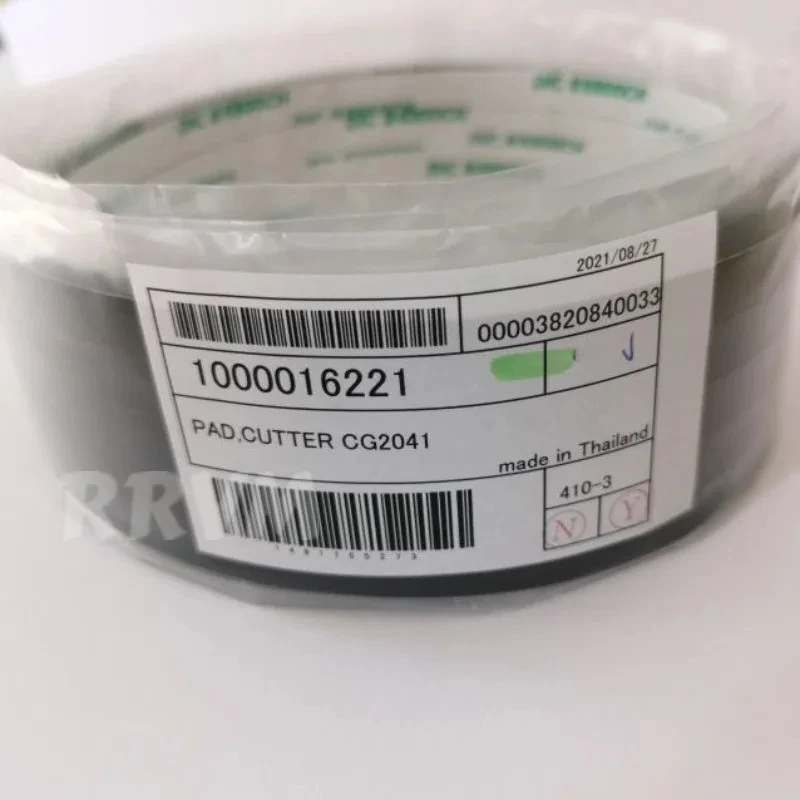 2021/08/27
00003820840033
1000016221
PAD,CUTTER CG2041
made in Thailand
410-3
N Y